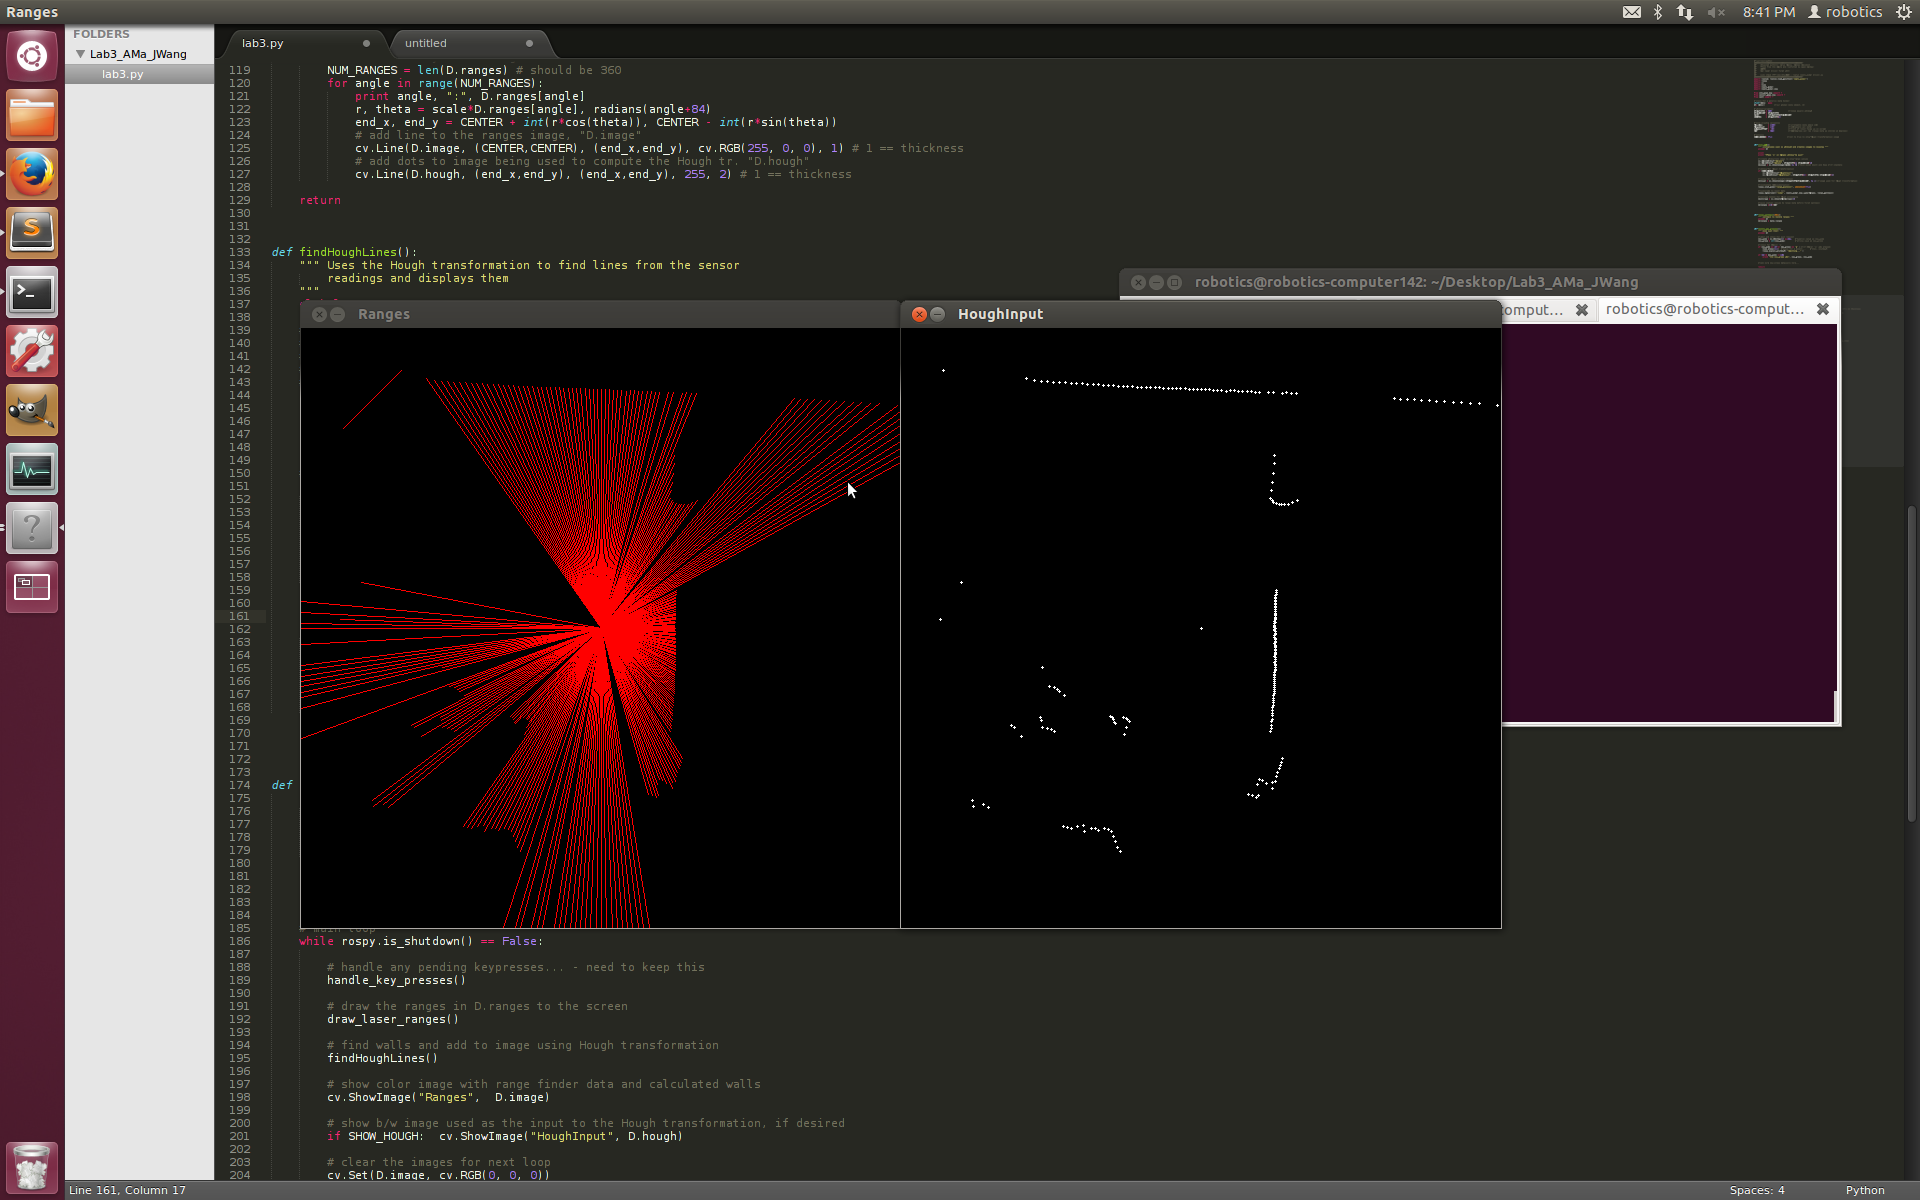 Ranges
8:41 PM
robotics
FOLDERS
Lab3_AMa_JWang
lab3.py
lab3.py
untitled
119 NUM_RANGES = len(D.ranges) # should be 360
120 for angle in range(NUM_RANGES):
121 print angle, ":", D.ranges[angle]
122 r, theta = scale*D.ranges[angle], radians(angle+84)
123 end_x, end_y = CENTER + int(r*cos(theta)), CENTER - int(r*sin(theta))
124 # add line to the ranges image, "D.image"
125 cv.Line(D.image, (CENTER,CENTER), (end_x,end_y), cv.RGB(255, 0, 0), 1) # 1 == thickness
126 # add dots to image being used to compute the Hough tr. "D.hough"
127 cv.Line(D.hough, (end_x,end_y), (end_x,end_y), 255, 2) # 1 == thickness
128
129 return
130
131
132
133 def findHoughLines():
134 """ Uses the Hough transformation to find lines from the sensor
135 readings and displays them
136 """
137
138
139
140
141
142
143
144
145
146
147
148
149
150
151
152
153
154
155
156
157
158
159
160
161
162
163
164
165
166
167
168
169
170
171
172
173
174 def
175
176
177
178
179
180
181
182
183
184
185 # main loop
186 while rospy.is_shutdown() == False:
187
188 # handle any pending keypresses... - need to keep this
189 handle_key_presses()
190
191 # draw the ranges in D.ranges to the screen
192 draw_laser_ranges()
193
194 # find walls and add to image using Hough transformation
195 findHoughLines()
196
197 # show color image with range finder data and calculated walls
198 cv.ShowImage("Ranges", D.image)
199
200 # show b/w image used as the input to the Hough transformation, if desired
201 if SHOW_HOUGH: cv.ShowImage("HoughInput", D.hough)
202
203 # clear the images for next loop
204 cv.Set(D.image, cv.RGB(0, 0, 0))
robotics@robotics-computer142: ~/Desktop/Lab3_AMa_JWang
comput...
robotics@robotics-comput...
Ranges
HoughInput
Line 161, Column 17
Spaces: 4
Python